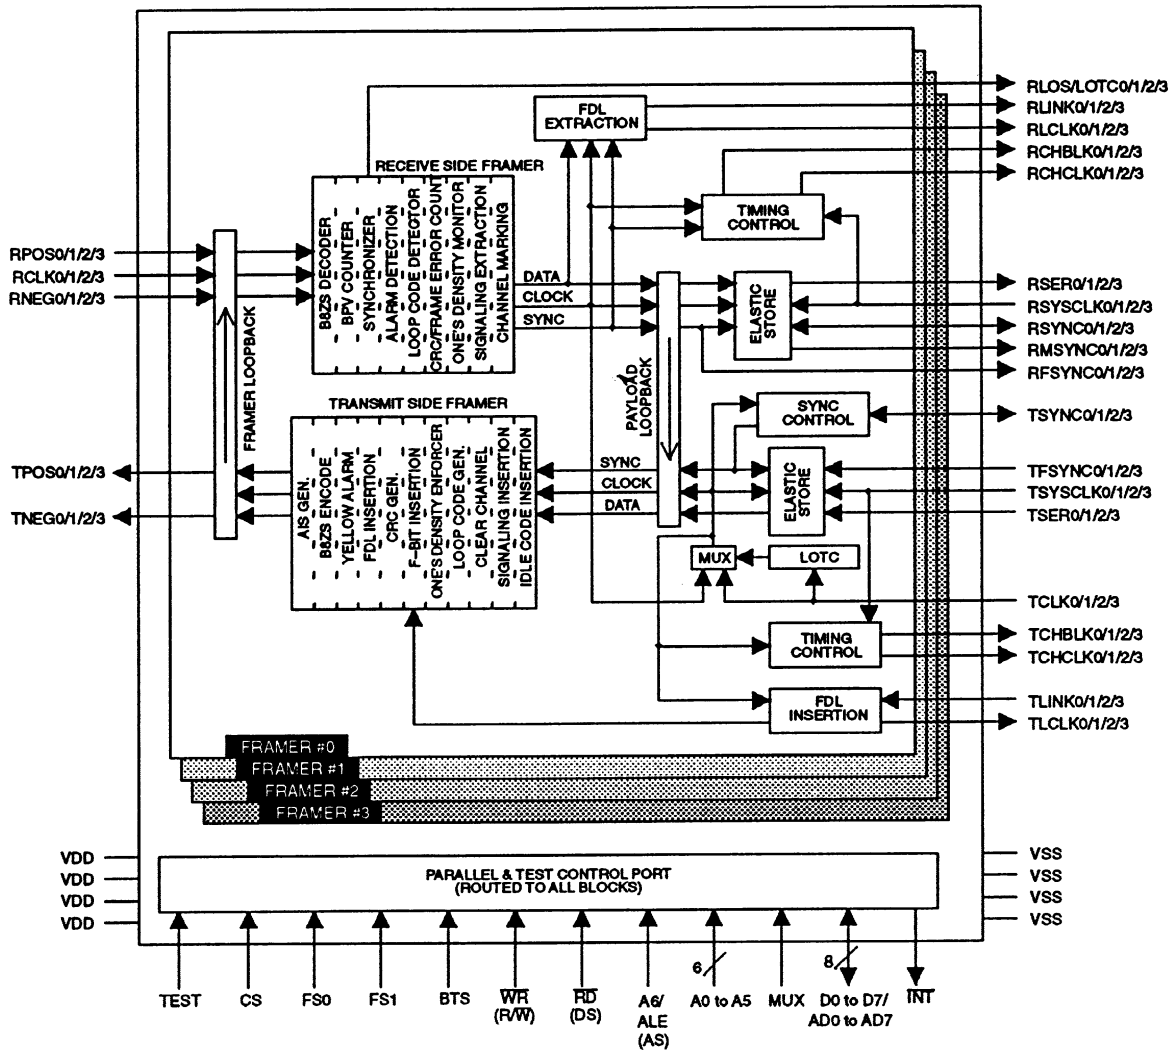 RLOS/LOTC0/1/2/3
RLINK0/1/2/3
RLCLK0/1/2/3
RCHBLK0/1/2/3
RCHCLK0/1/2/3
FDL
EXTRACTION
RECEIVE SIDE FRAMER
TIMING
CONTROL
RPOS0/1/2/3
RCLK0/1/2/3
RNEG0/1/2/3
FRAMER LOOPBACK
B8ZS DECODER
BPV COUNTER
SYNCHRONIZER
ALARM DETECTION
LOOP CODE DETECTOR
CRC/FRAME ERROR COUNT
ONE'S DENSITY MONITOR
SIGNALING EXTRACTION
CHANNEL MARKING
DATA
CLOCK
SYNC
ELASTIC
STORE
RSER0/1/2/3
RSYSCLK0/1/2/3
RSYNC0/1/2/3
RMSYNC0/1/2/3
RFSYNC0/1/2/3
PAYLOAD
LOOPBACK
TRANSMIT SIDE FRAMER
SYNC
CONTROL
TSYNC0/1/2/3
TPOS0/1/2/3
TNEG0/1/2/3
AIS GEN.
B8ZS ENCODE
YELLOW ALARM
FDL INSERTION
CRC GEN.
F-BIT INSERTION
ONE'S DENSITY ENFORCER
LOOP CODE GEN.
CLEAR CHANNEL
SIGNALING INSERTION
IDLE CODE INSERTION
SYNC
CLOCK
DATA
ELASTIC
STORE
TFSYNC0/1/2/3
TSYSCLK0/1/2/3
TSER0/1/2/3
MUX
LOTC
TCLK0/1/2/3
TIMING
CONTROL
TCHBLK0/1/2/3
TCHCLK0/1/2/3
FDL
INSERTION
TLINK0/1/2/3
TLCLK0/1/2/3
FRAMER #0
FRAMER #1
FRAMER #2
FRAMER #3
VDD
VDD
VDD
VDD
PARALLEL & TEST CONTROL PORT
(ROUTED TO ALL BLOCKS)
VSS
VSS
VSS
VSS
6
8
TEST
CS
FS0
FS1
BTS
WR
(R/W)
RD
(DS)
A6/
ALE
(AS)
A0 to A5
MUX
D0 to D7/
AD0 to AD7
INT